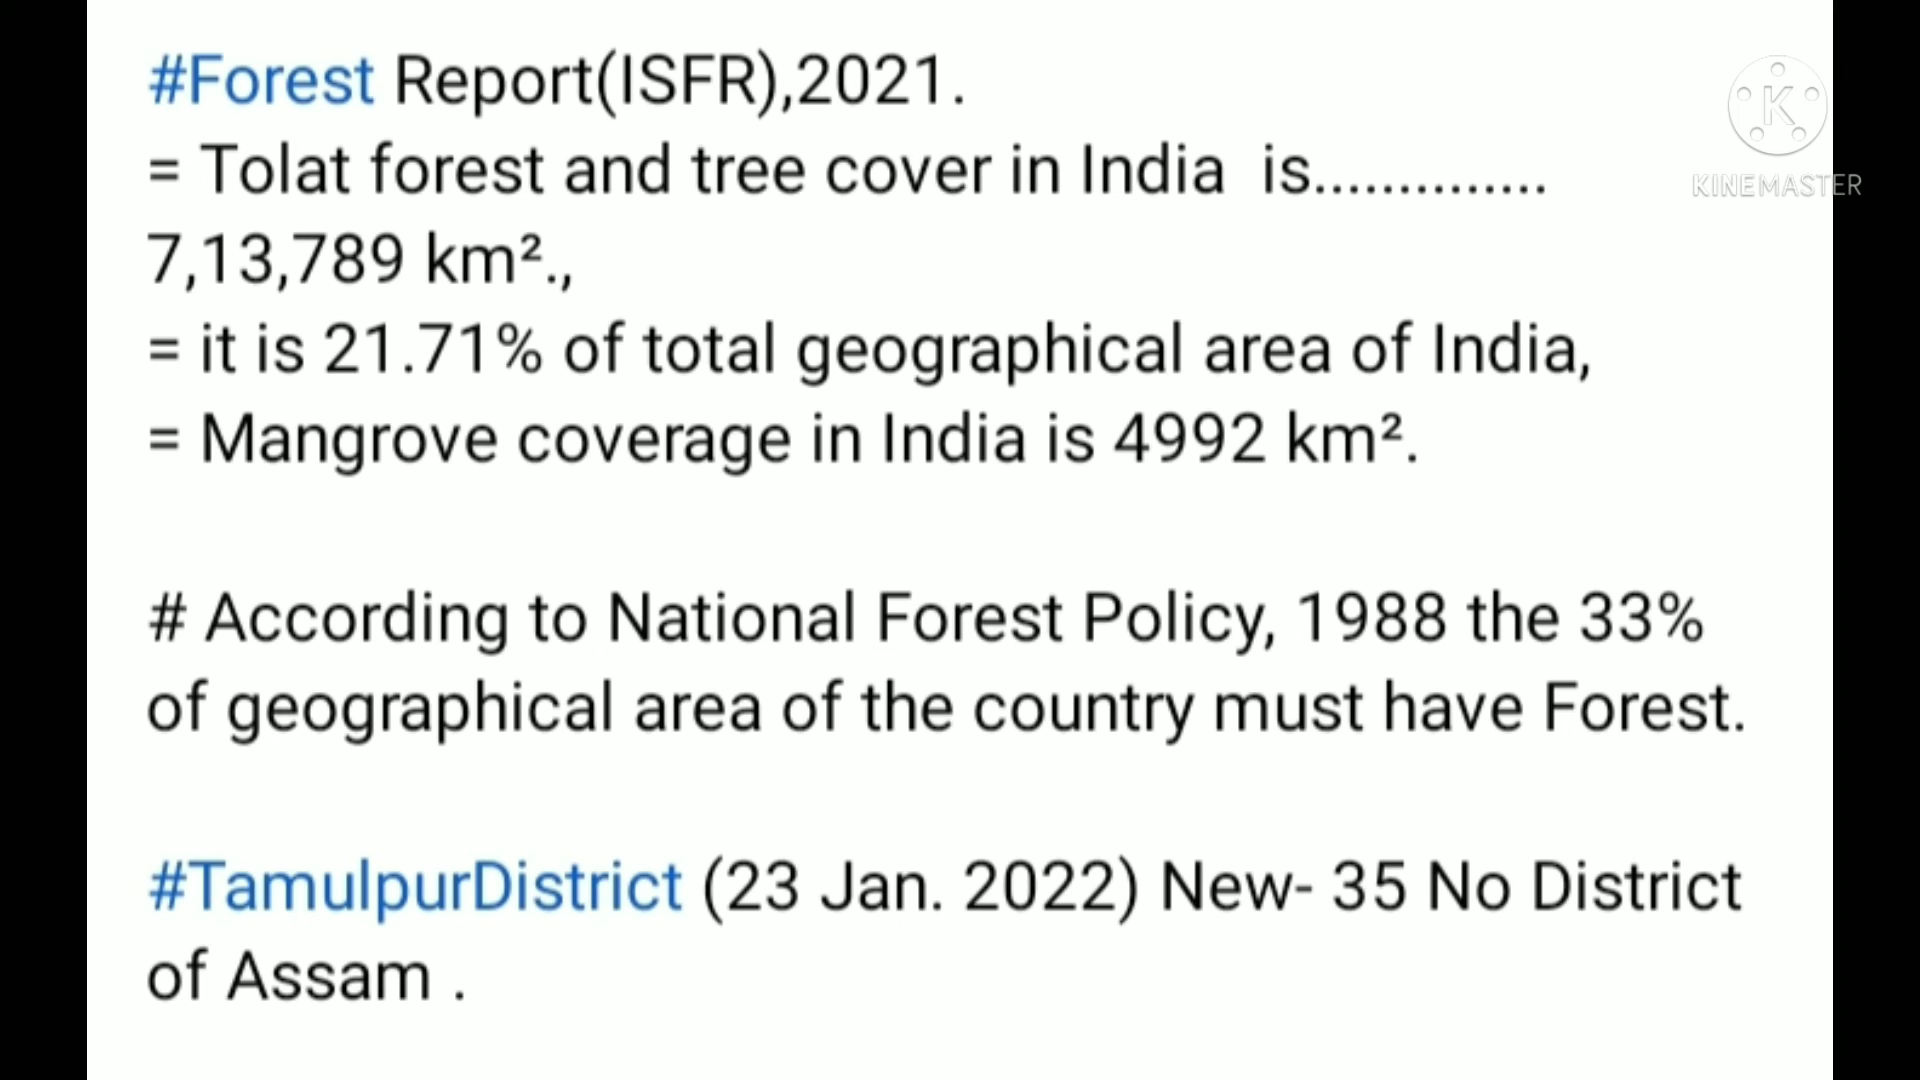 #Forest Report(ISFR),2021.
= Tolat forest and tree cover in India  is..............
7,13,789 km².,
= it is 21.71% of total geographical area of India,
= Mangrove coverage in India is 4992 km².
# According to National Forest Policy, 1988 the 33%
of geographical area of the country must have Forest.
#TamulpurDistrict (23 Jan. 2022) New- 35 No District
of Assam .
K
KINEMASTER